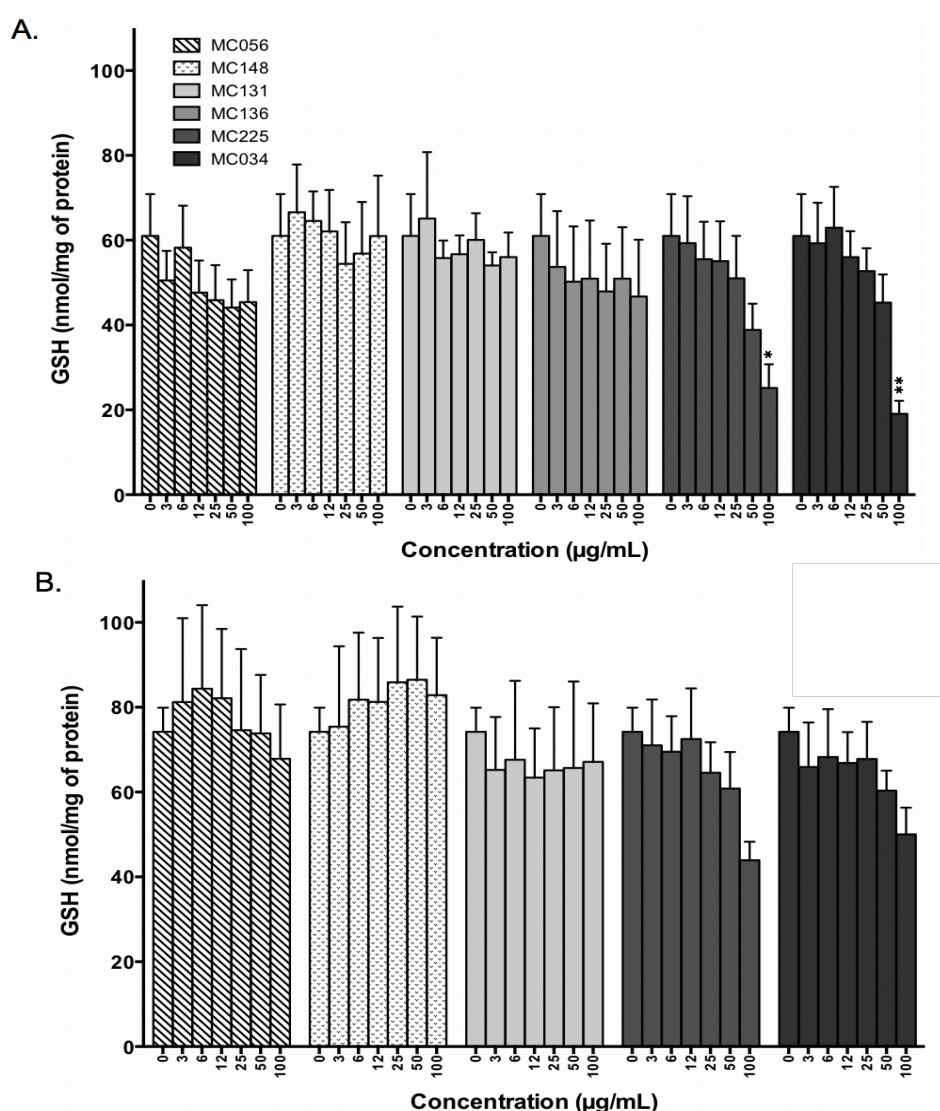 A.
MC056
MC148
MC131
MC136
MC225
MC034
GSH (nmol/mg of protein)
100
80
60
40
20
0
*
**
0 3 6 12 25 50 100 0 3 6 12 25 50 100 0 3 6 12 25 50 100 0 3 6 12 25 50 100 0 3 6 12 25 50 100 0 3 6 12 25 50 100
Concentration (µg/mL)
B.
GSH (nmol/mg of protein)
100
80
60
40
20
0
0 3 6 12 25 50 100 0 3 6 12 25 50 100 0 3 6 12 25 50 100 0 3 6 12 25 50 100 0 3 6 12 25 50 100
Concentration (µg/mL)